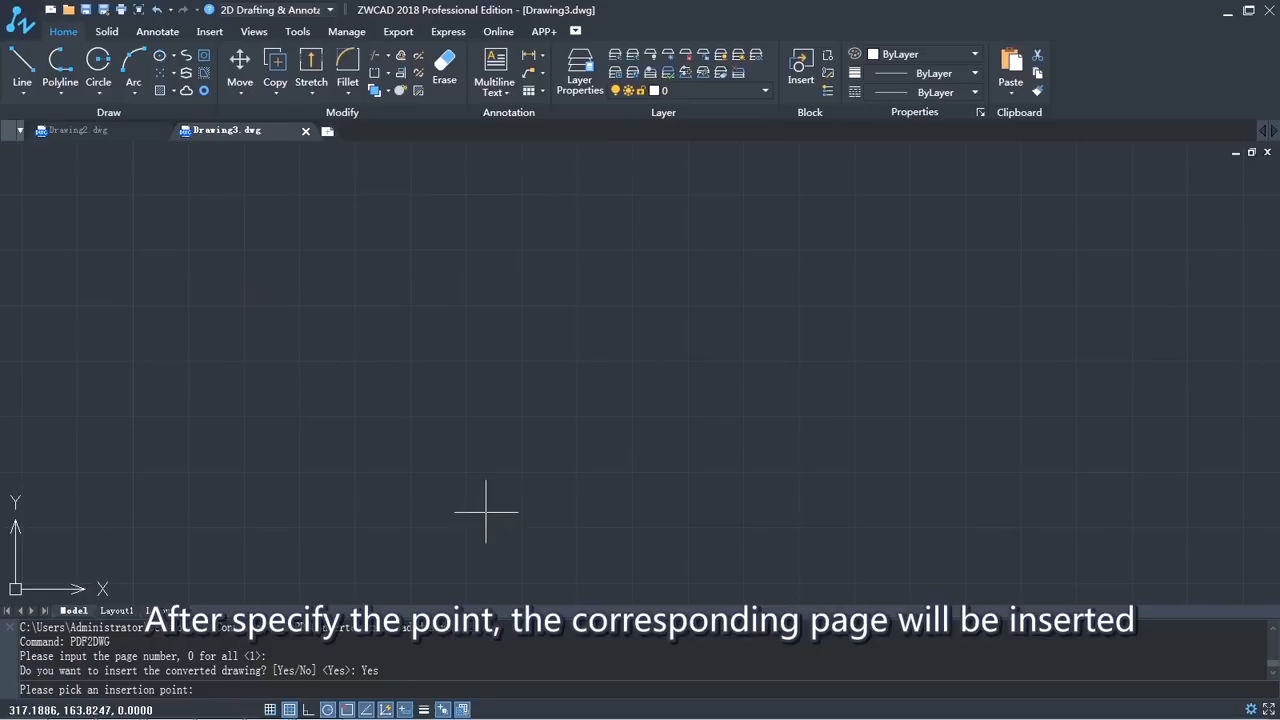 2D Drafting & Annota
ZWCAD 2018 Professional Edition - [Drawing3.dwg]
Home Solid Annotate Insert Views Tools Manage Export Express Online APP+
Line Polyline Circle Arc Move Copy Stretch Fillet Erase Multiline Text Layer Properties 0 Insert ByLayer ByLayer ByLayer Paste
Draw Modify Annotation Layer Block Properties Clipboard
Drawing2.dwg Drawing3.dwg
Y
X
Model Layout1
After specify the point, the corresponding page will be inserted
C:\Users\Administrator
Command: PDF2DWG
Please input the page number, 0 for all <1>:
Do you want to insert the converted drawing? [Yes/No] <Yes>: Yes
Please pick an insertion point:
317.1886, 163.8247, 0.0000